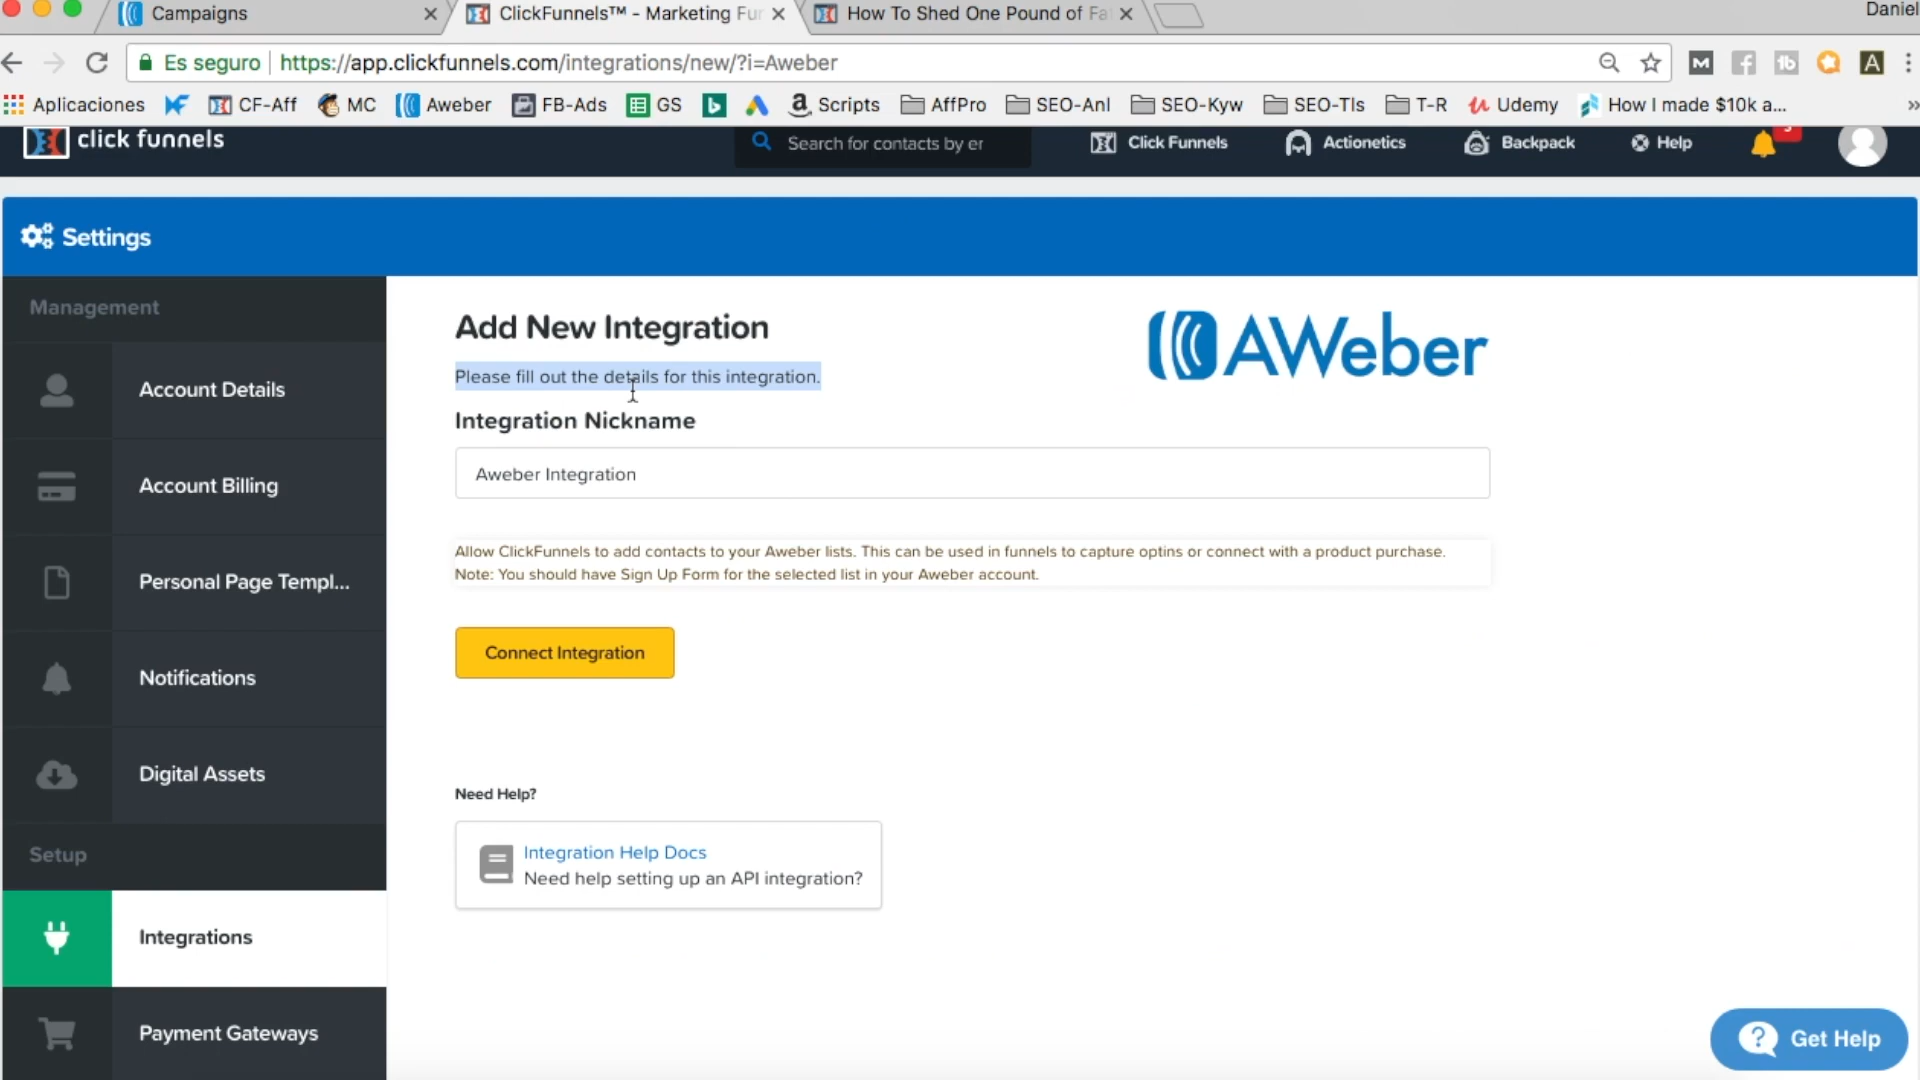 Daniel
Campaigns
ClickFunnels™ - Marketing Fu
How To Shed One Pound of Fa
Es seguro
https://app.clickfunnels.com/integrations/new/?i=Aweber
Aplicaciones
CF-Aff
MC
Aweber
FB-Ads
GS
Scripts
AffPro
SEO-Anl
SEO-Kyw
SEO-Tls
T-R
Udemy
How I made $10k a...
click funnels
Search for contacts by er
Click Funnels
Actionetics
Backpack
Help
Settings
Management
Account Details
Account Billing
Personal Page Templ...
Notifications
Digital Assets
Setup
Integrations
Payment Gateways
Add New Integration
AWeber
Please fill out the details for this integration.
Integration Nickname
Aweber Integration
Allow ClickFunnels to add contacts to your Aweber lists. This can be used in funnels to capture optins or connect with a product purchase.
Note: You should have Sign Up Form for the selected list in your Aweber account.
Connect Integration
Need Help?
Integration Help Docs
Need help setting up an API integration?
Get Help